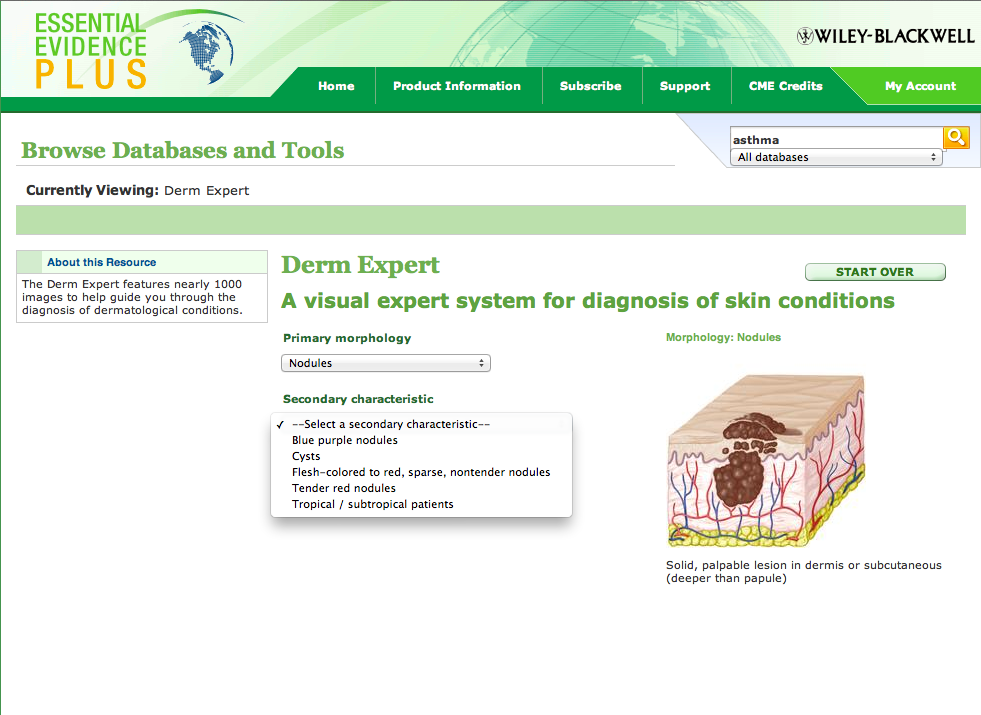 ESSENTIAL
EVIDENCE
PLUS
WILEY-BLACKWELL
Home
Product Information
Subscribe
Support
CME Credits
My Account
Browse Databases and Tools
asthma
All databases
Currently Viewing: Derm Expert
About this Resource
The Derm Expert features nearly 1000
images to help guide you through the
diagnosis of dermatological conditions.
Derm Expert
START OVER
A visual expert system for diagnosis of skin conditions
Primary morphology
Nodules
Secondary characteristic
✓ --Select a secondary characteristic--
Blue purple nodules
Cysts
Flesh-colored to red, sparse, nontender nodules
Tender red nodules
Tropical / subtropical patients
Morphology: Nodules
Solid, palpable lesion in dermis or subcutaneous
(deeper than papule)